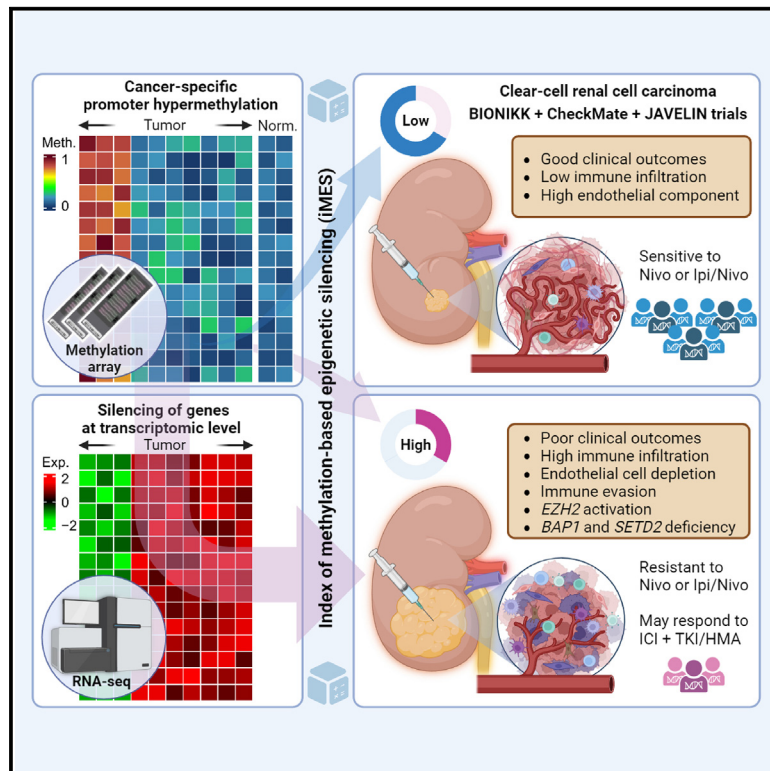 Cancer-specific
promoter hypermethylation
Tumor
Norm.
Meth.
1
0
Methylation
array
Silencing of genes
at transcriptomic level
Tumor
Exp.
2
0
−2
RNA-seq
Index of methylation-based epigenetic silencing (iMES)
Clear-cell renal cell carcinoma
BIONIKK + CheckMate + JAVELIN trials
Low
• Good clinical outcomes
• Low immune infiltration
• High endothelial component
Sensitive to
Nivo or Ipi/Nivo
High
• Poor clinical outcomes
• High immune infiltration
• Endothelial cell depletion
• Immune evasion
• EZH2 activation
• BAP1 and SETD2 deficiency
Resistant to
Nivo or Ipi/Nivo
May respond to
ICI + TKI/HMA